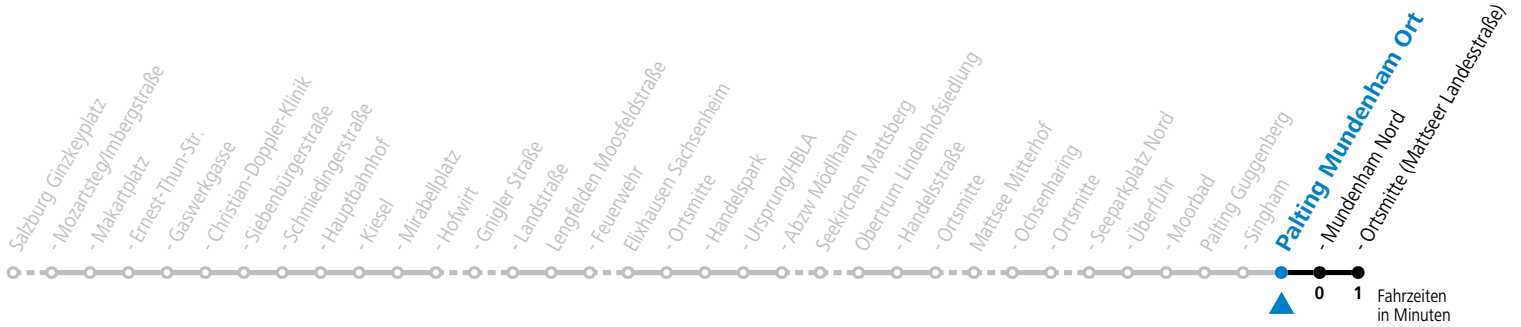 Salzburg Ginzkeyplatz
- Mozartsteg/Imbergstraße
- Makartplatz
- Ernest-Thun-Str.
- Gaswerkgasse
- Christian-Doppler-Klinik
- Siebenbürgerstraße
- Schmiedingerstraße
- Hauptbahnhof
- Kiesel
- Mirabellplatz
- Hofwirt
- Gnigler Straße
- Landstraße
Lengfelden Moosfeldstraße
- Feuerwehr
Elixhausen Sachsenheim
- Ortsmitte
- Handelspark
- Ursprung/HBLA
- Abzw Mödlham
Seekirchen Mattsberg
Obertrum Lindenhofsiedlung
- Handelsstraße
- Ortsmitte
Mattsee Mitterhof
- Ochsenharing
- Ortsmitte
- Seeparkplatz Nord
- Überfuhr
- Moorbad
Palting Guggenberg
- Singham
Palting Mundenham Ort
- Mundenham Nord
- Ortsmitte (Mattseer Landesstraße)
0 1 Fahrzeiten
in Minuten